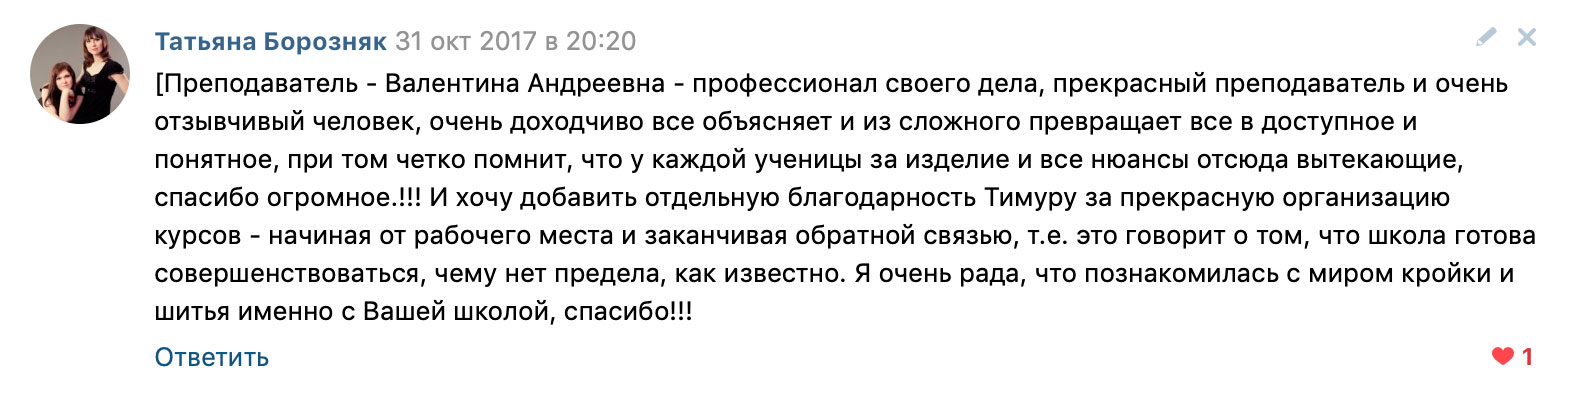 Татьяна Борозняк 31 окт 2017 в 20:20
[Преподаватель - Валентина Андреевна - профессионал своего дела, прекрасный преподаватель и очень
отзывчивый человек, очень доходчиво все объясняет и из сложного превращает все в доступное и
понятное, при том четко помнит, что у каждой ученицы за изделие и все нюансы отсюда вытекающие,
спасибо огромное.!!! И хочу добавить отдельную благодарность Тимуру за прекрасную организацию
курсов - начиная от рабочего места и заканчивая обратной связью, т.е. это говорит о том, что школа готова
совершенствоваться, чему нет предела, как известно. Я очень рада, что познакомилась с миром кройки и
шитья именно с Вашей школой, спасибо!!!
Ответить 1